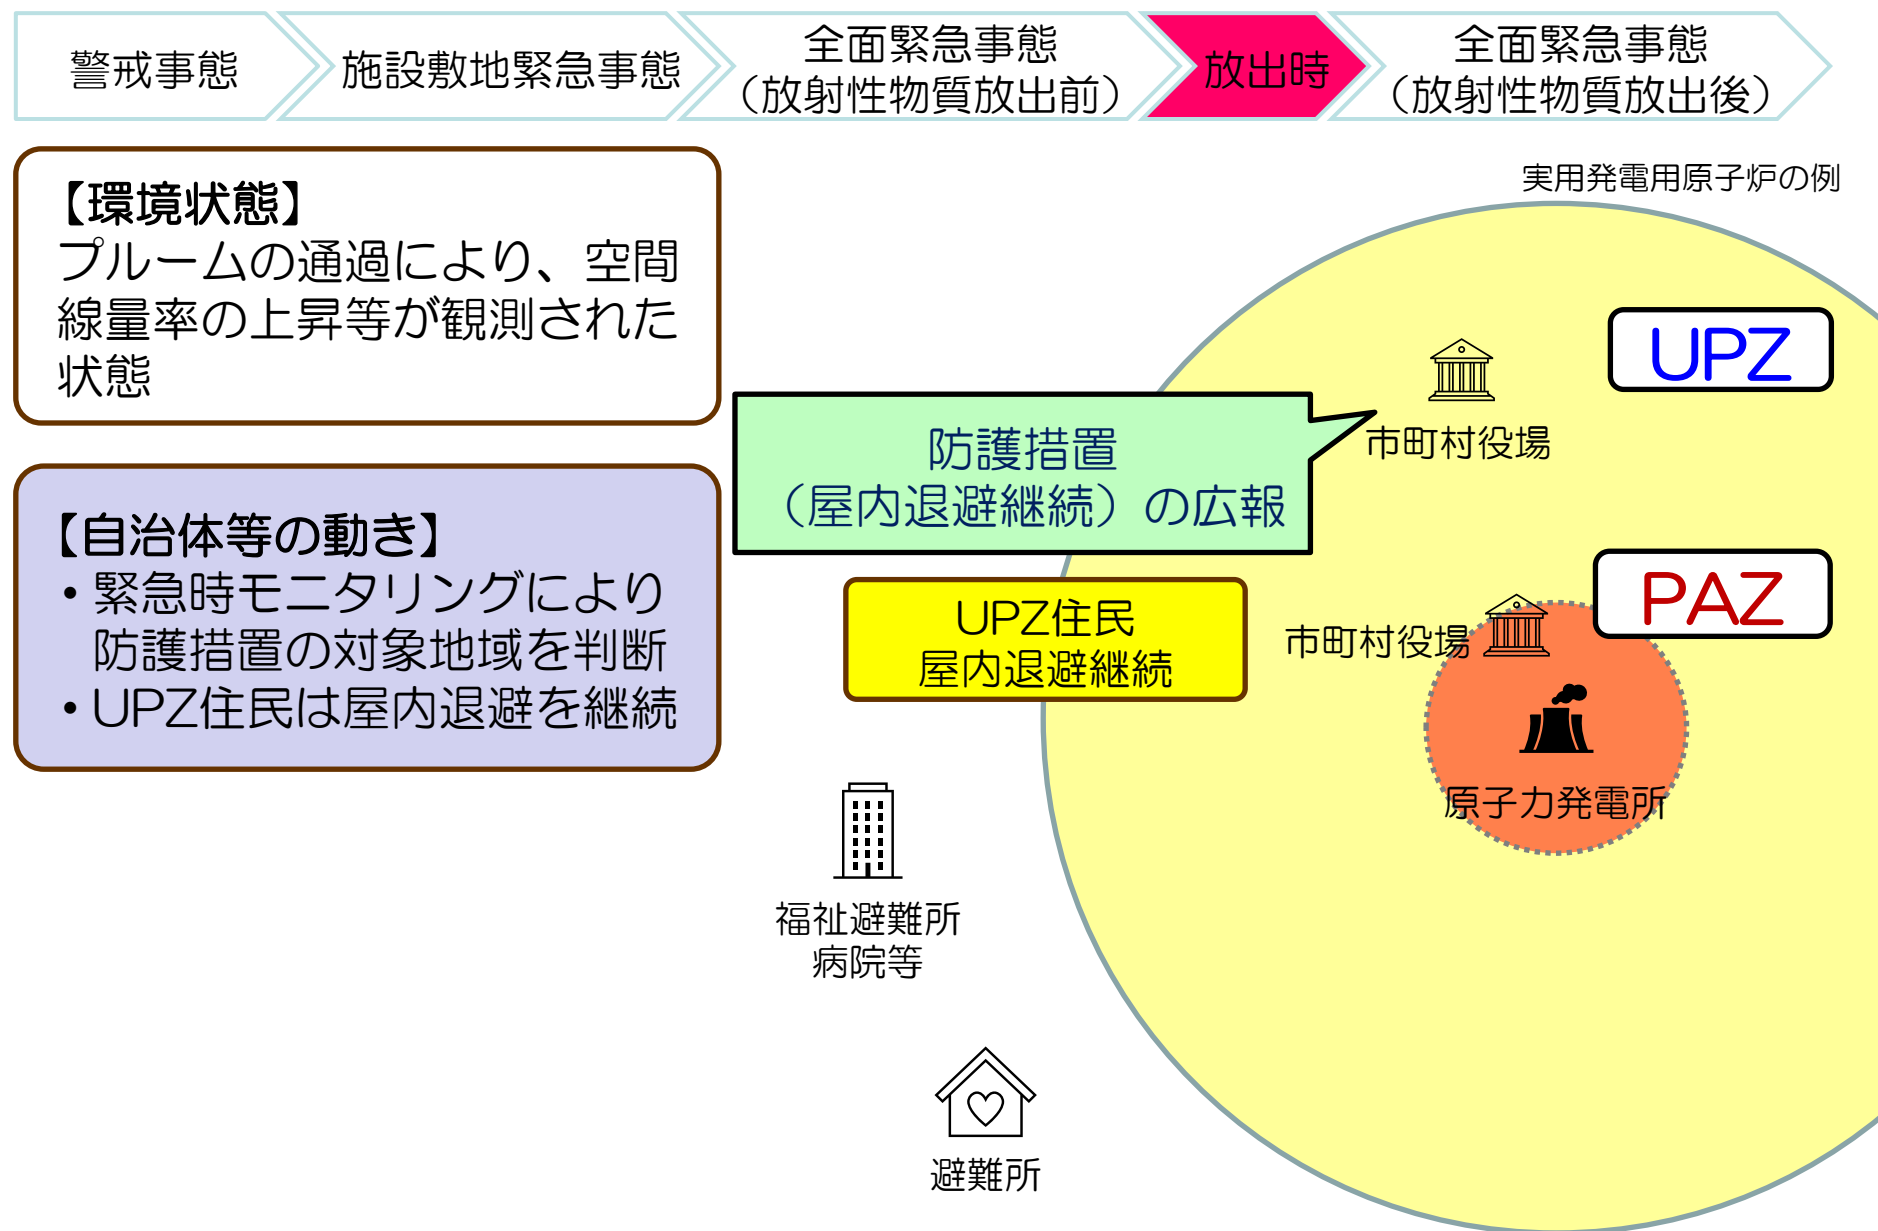 警戒事態
施設敷地緊急事態
全面緊急事態
（放射性物質放出前）
放出時
全面緊急事態
（放射性物質放出後）
【環境状態】
プルームの通過により、空間
線量率の上昇等が観測された
状態
【自治体等の動き】
・緊急時モニタリングにより
防護措置の対象地域を判断
・UPZ住民は屋内退避を継続
実用発電用原子炉の例
UPZ
市町村役場
防護措置
（屋内退避継続）の広報
PAZ
市町村役場
UPZ住民
屋内退避継続
原子力発電所
福祉避難所
病院等
避難所